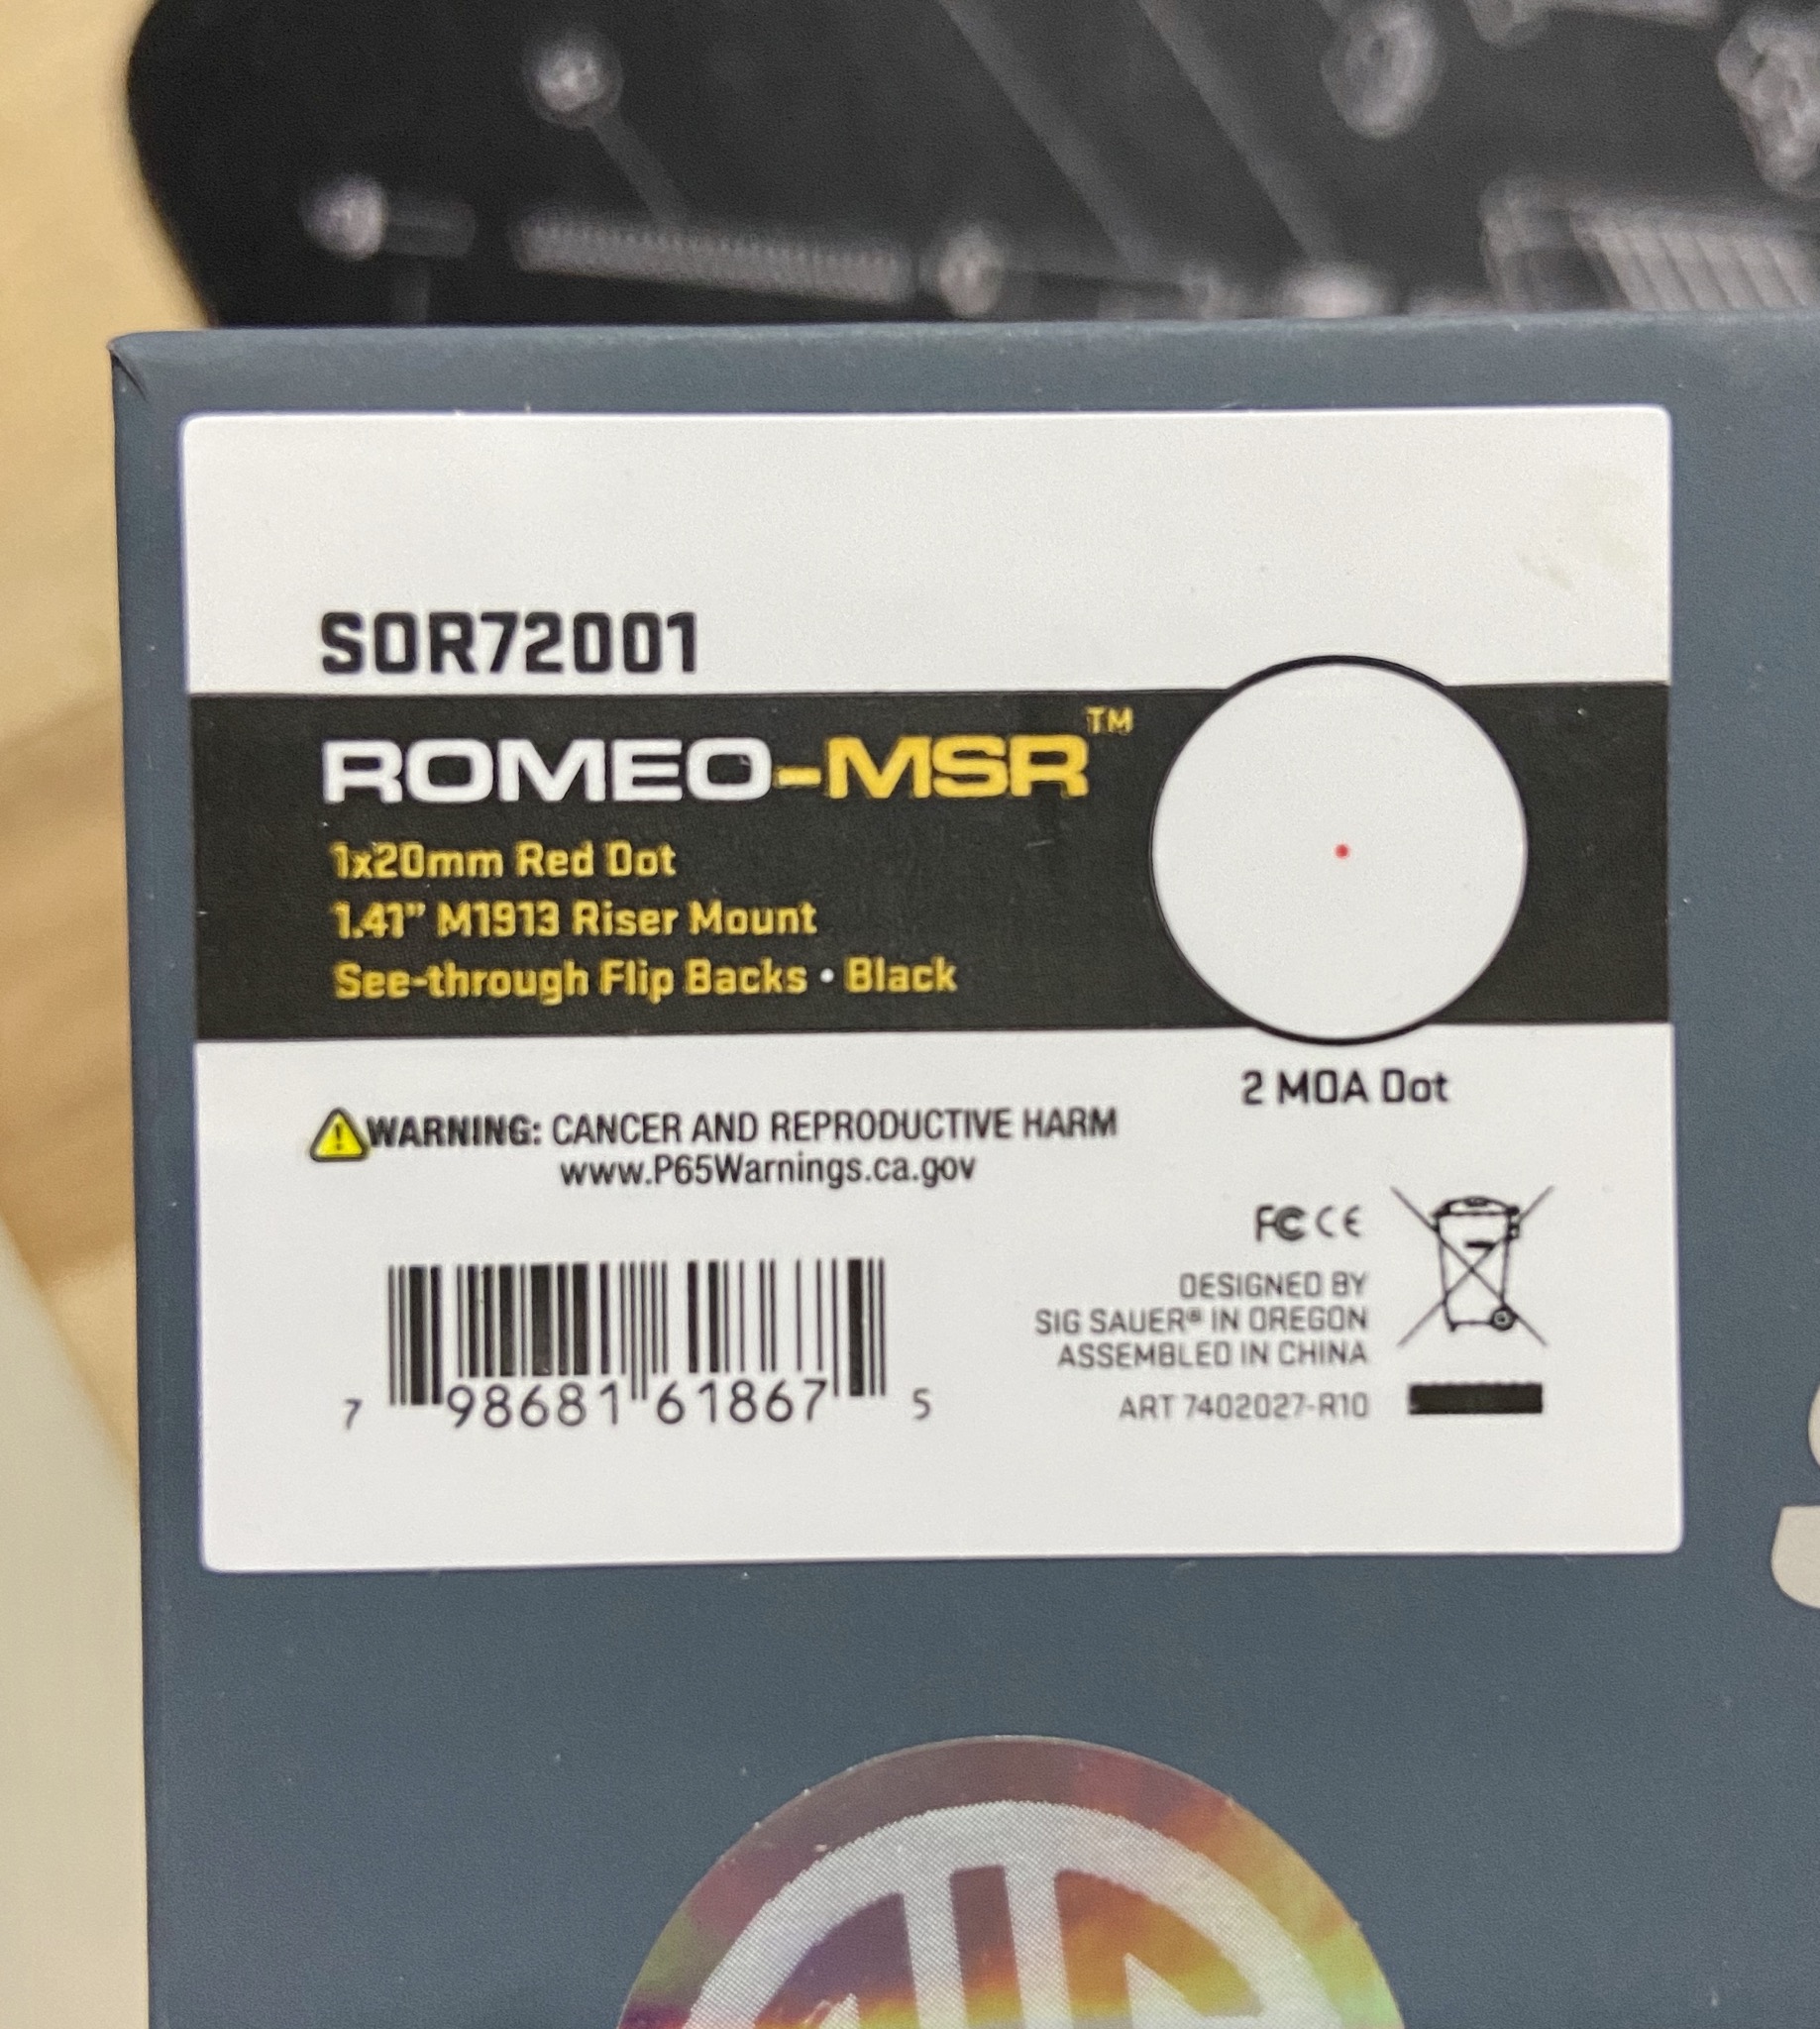 SOR72001
ROMEO-MSR™
1x20mm Red Dot
1.41" M1913 Riser Mount
See-through Flip Backs • Black
2 MOA Dot
WARNING: CANCER AND REPRODUCTIVE HARM
www.P65Warnings.ca.gov
FC CE
DESIGNED BY
SIG SAUER® IN OREGON
ASSEMBLED IN CHINA
ART 7402027-R10
7 98681 61867 5